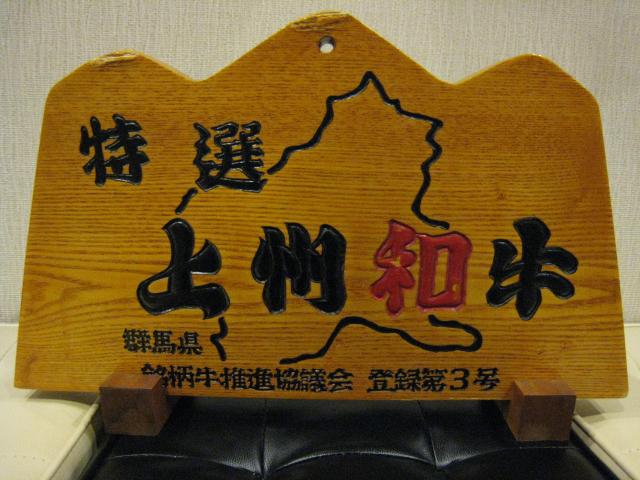 特選
上州和牛
群馬県
銘柄牛推進協議会 登録第3号